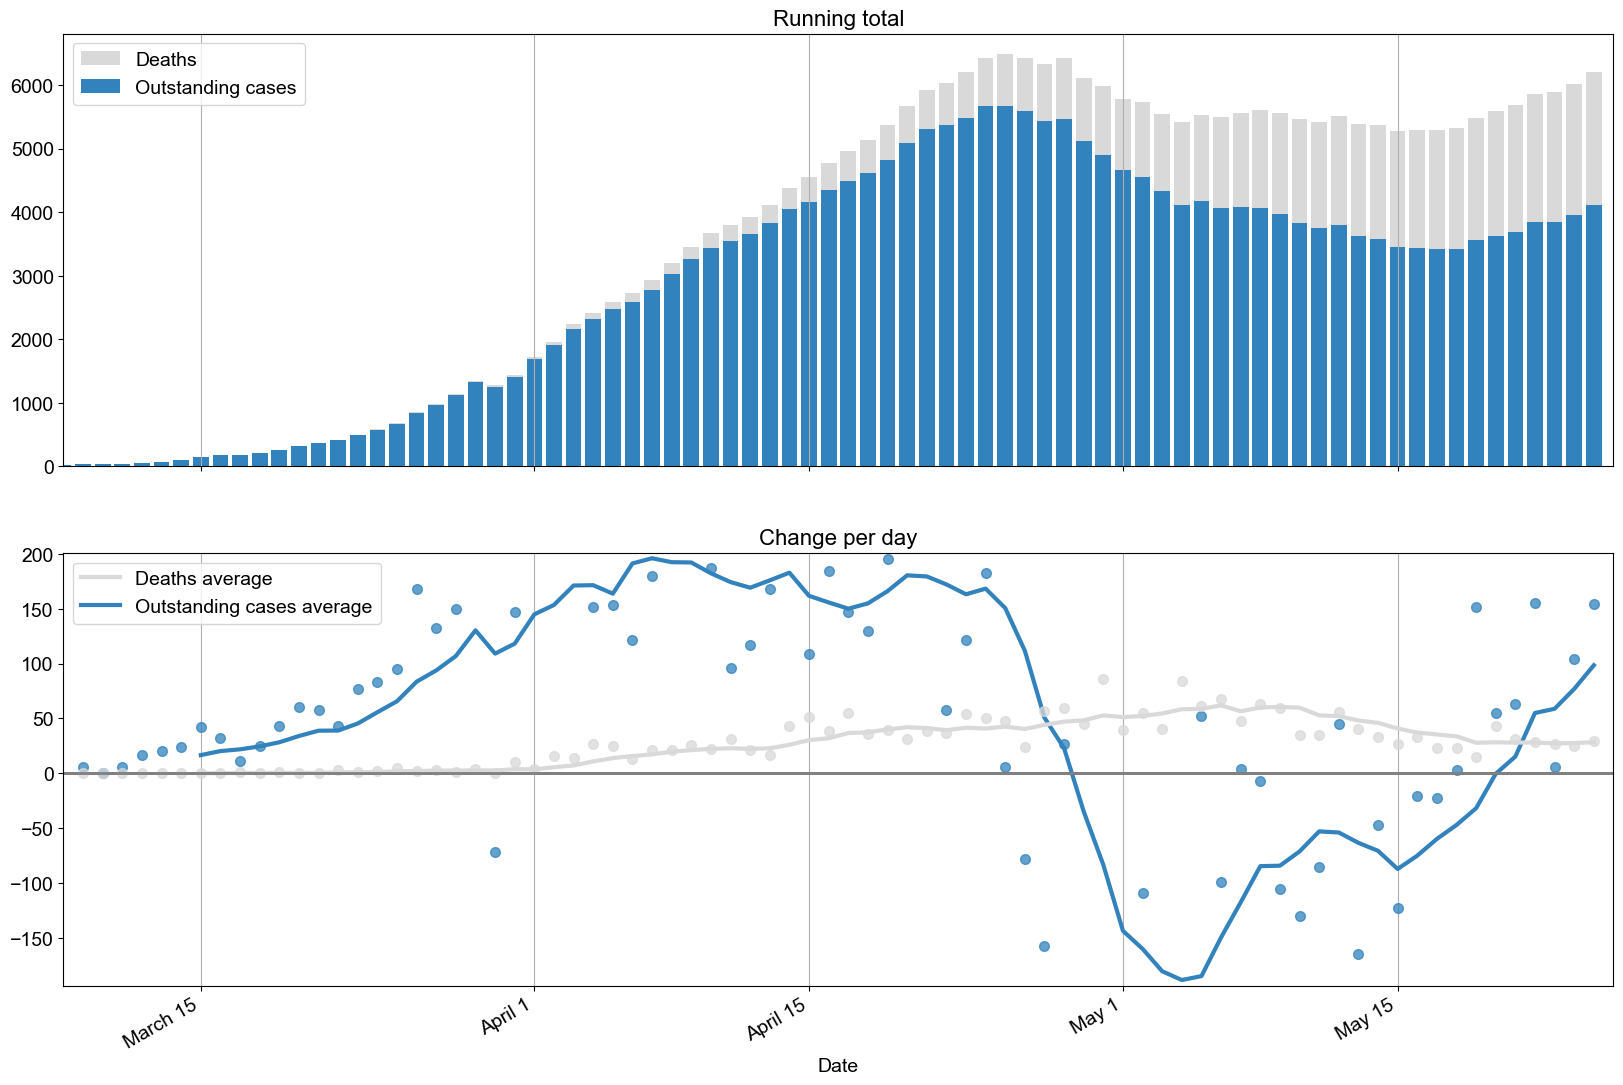 Running total
Deaths
Outstanding cases
6000
5000
4000
3000
2000
1000
0
Change per day
Deaths average
Outstanding cases average
200
150
100
50
0
−50
−100
−150
March 15
April 1
April 15
May 1
May 15
Date